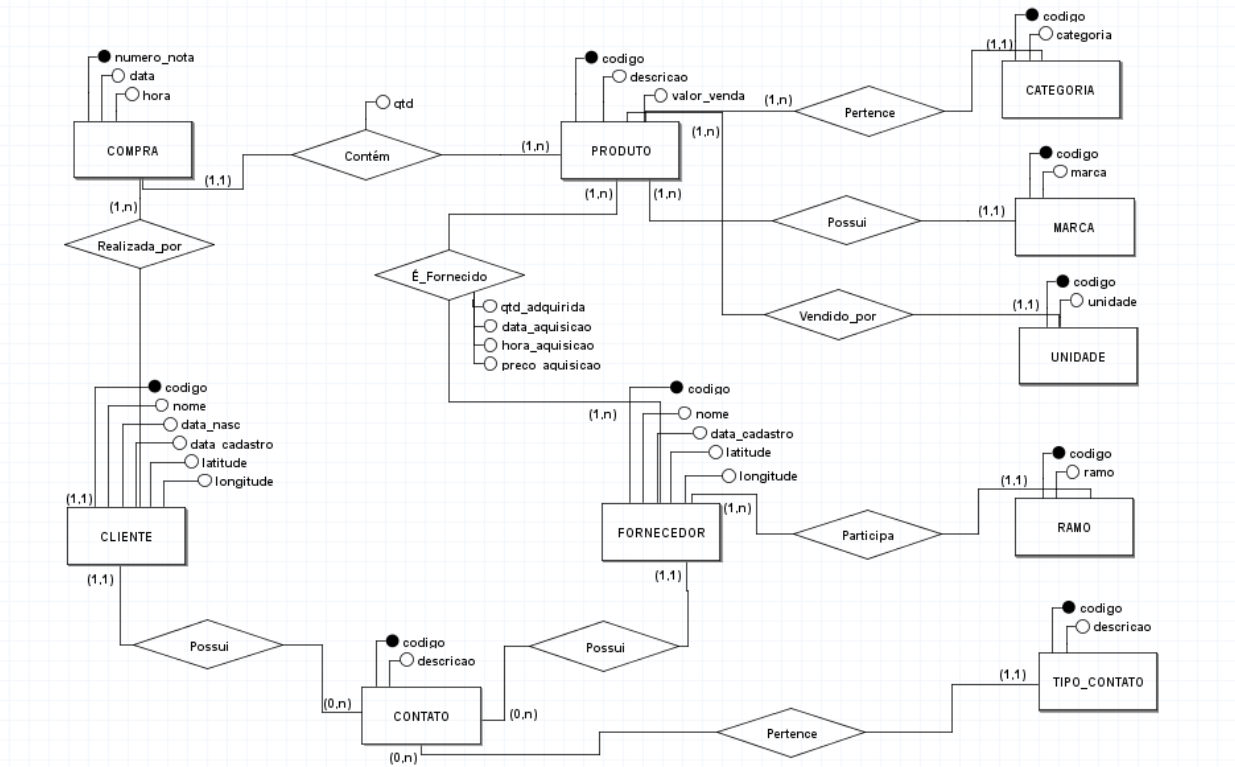 codigo
categoria
(1,1)
CATEGORIA
numero_nota
data
hora
COMPRA
(1,1)
(1,n)
qtd
Contém
(1,n)
codigo
descricao
valor_venda
PRODUTO
(1,n)
(1,n)
(1,n)
(1,n)
Pertence
codigo
marca
(1,1)
MARCA
Possui
Realizada_por
É_Fornecido
qtd_adquirida
data_aquisicao
hora_aquisicao
preco_aquisicao
Vendido_por
codigo
unidade
(1,1)
UNIDADE
codigo
nome
data_nasc
data_cadastro
latitude
longitude
(1,1)
CLIENTE
(1,1)
(1,n)
codigo
nome
data_cadastro
latitude
longitude
(1,n)
FORNECEDOR
(1,1)
Participa
codigo
ramo
(1,1)
RAMO
Possui
(0,n)
codigo
descricao
CONTATO
(0,n)
(0,n)
Possui
Pertence
codigo
descricao
(1,1)
TIPO_CONTATO